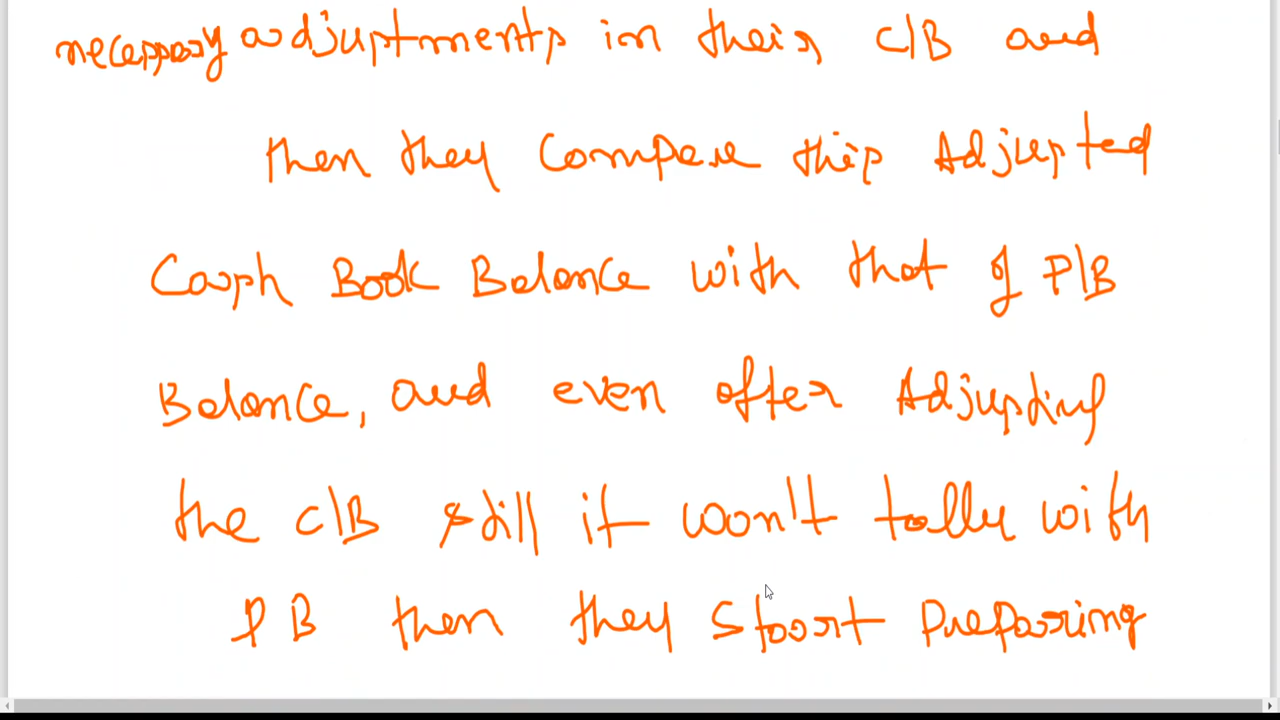 necessary adjustments in their C/B and
then they Compare this Adjusted
Cash Book Balance with that of P/B
Balance, and even after Adjusting
the C/B still it won't tally with
PB then they Start Preparing